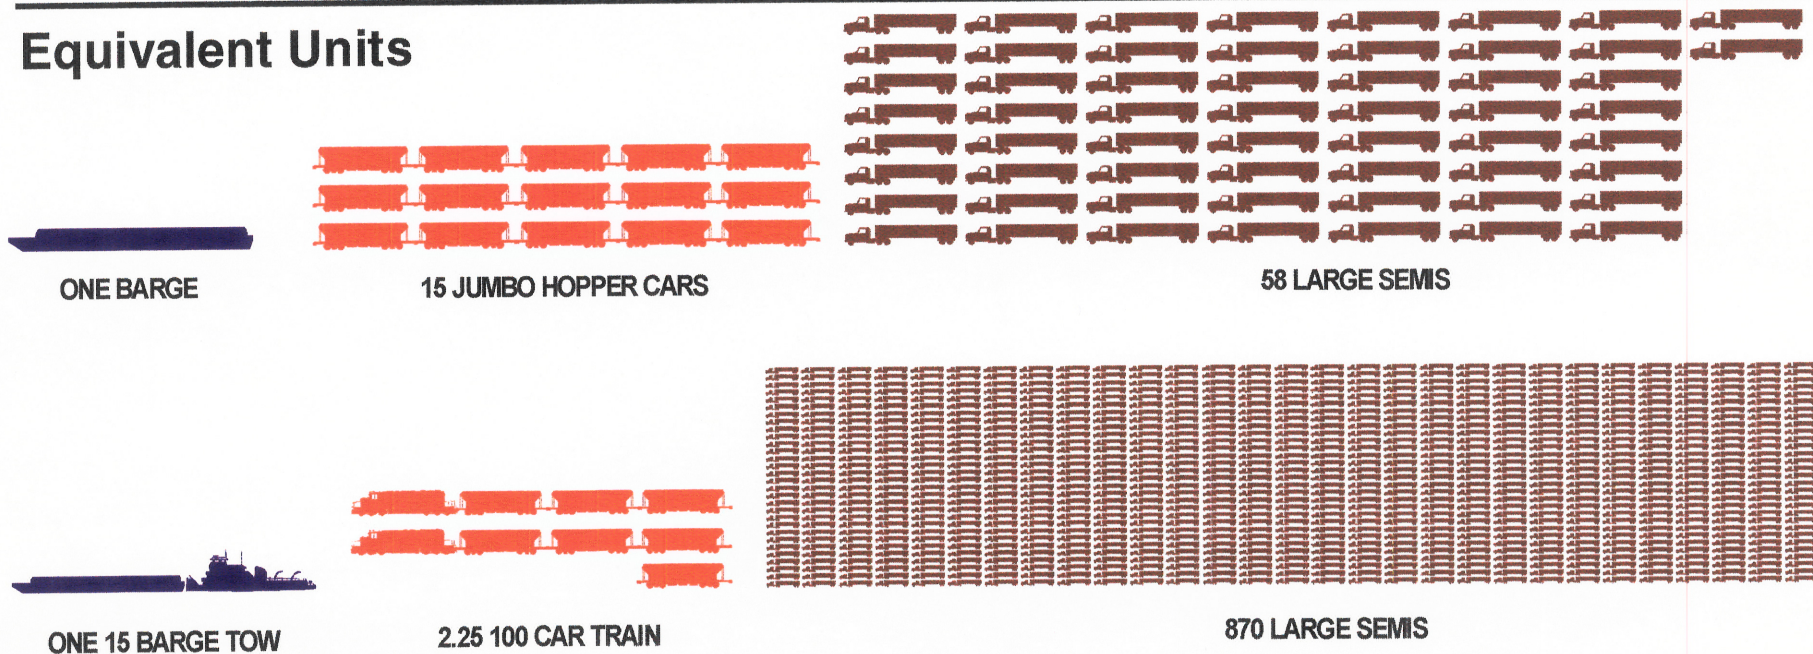 Equivalent Units
ONE BARGE
15 JUMBO HOPPER CARS
58 LARGE SEMIS
ONE 15 BARGE TOW
2.25 100 CAR TRAIN
870 LARGE SEMIS